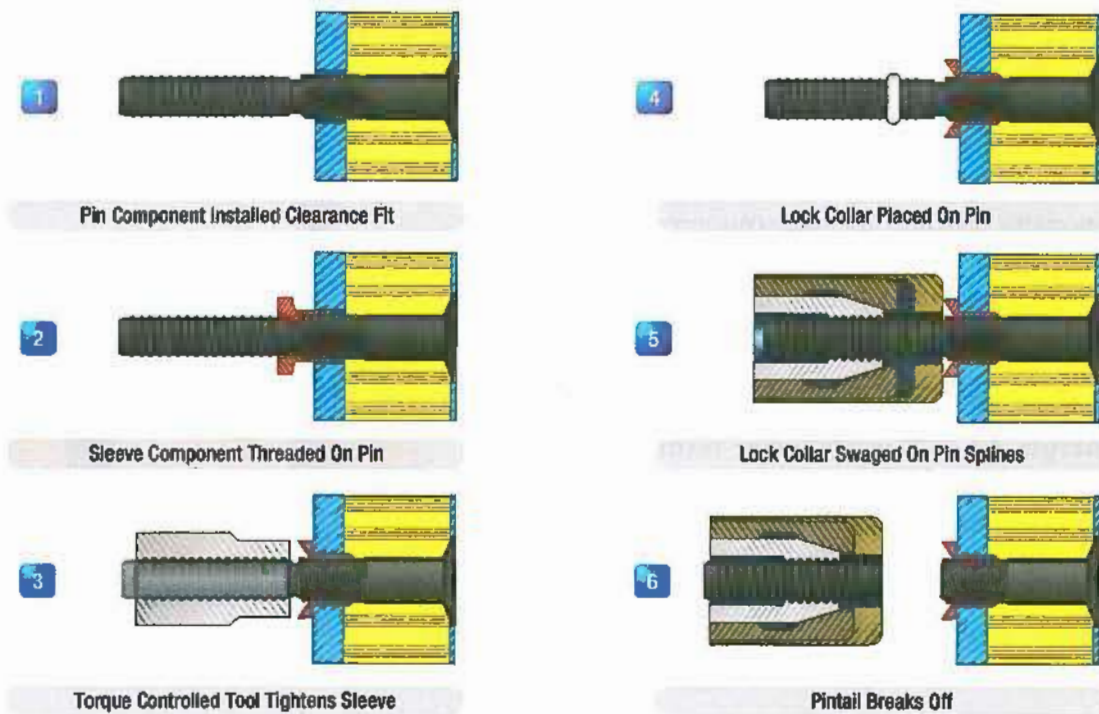 1
Pin Component Installed Clearance Fit
2
Sleeve Component Threaded On Pin
3
Torque Controlled Tool Tightens Sleeve
4
Lock Collar Placed On Pin
5
Lock Collar Swaged On Pin Splines
6
Pintail Breaks Off